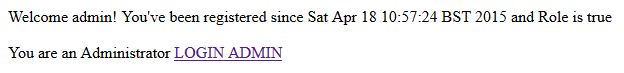 Welcome admin! You've been registered since Sat Apr 18 10:57:24 BST 2015 and Role is true
You are an Administrator LOGIN ADMIN